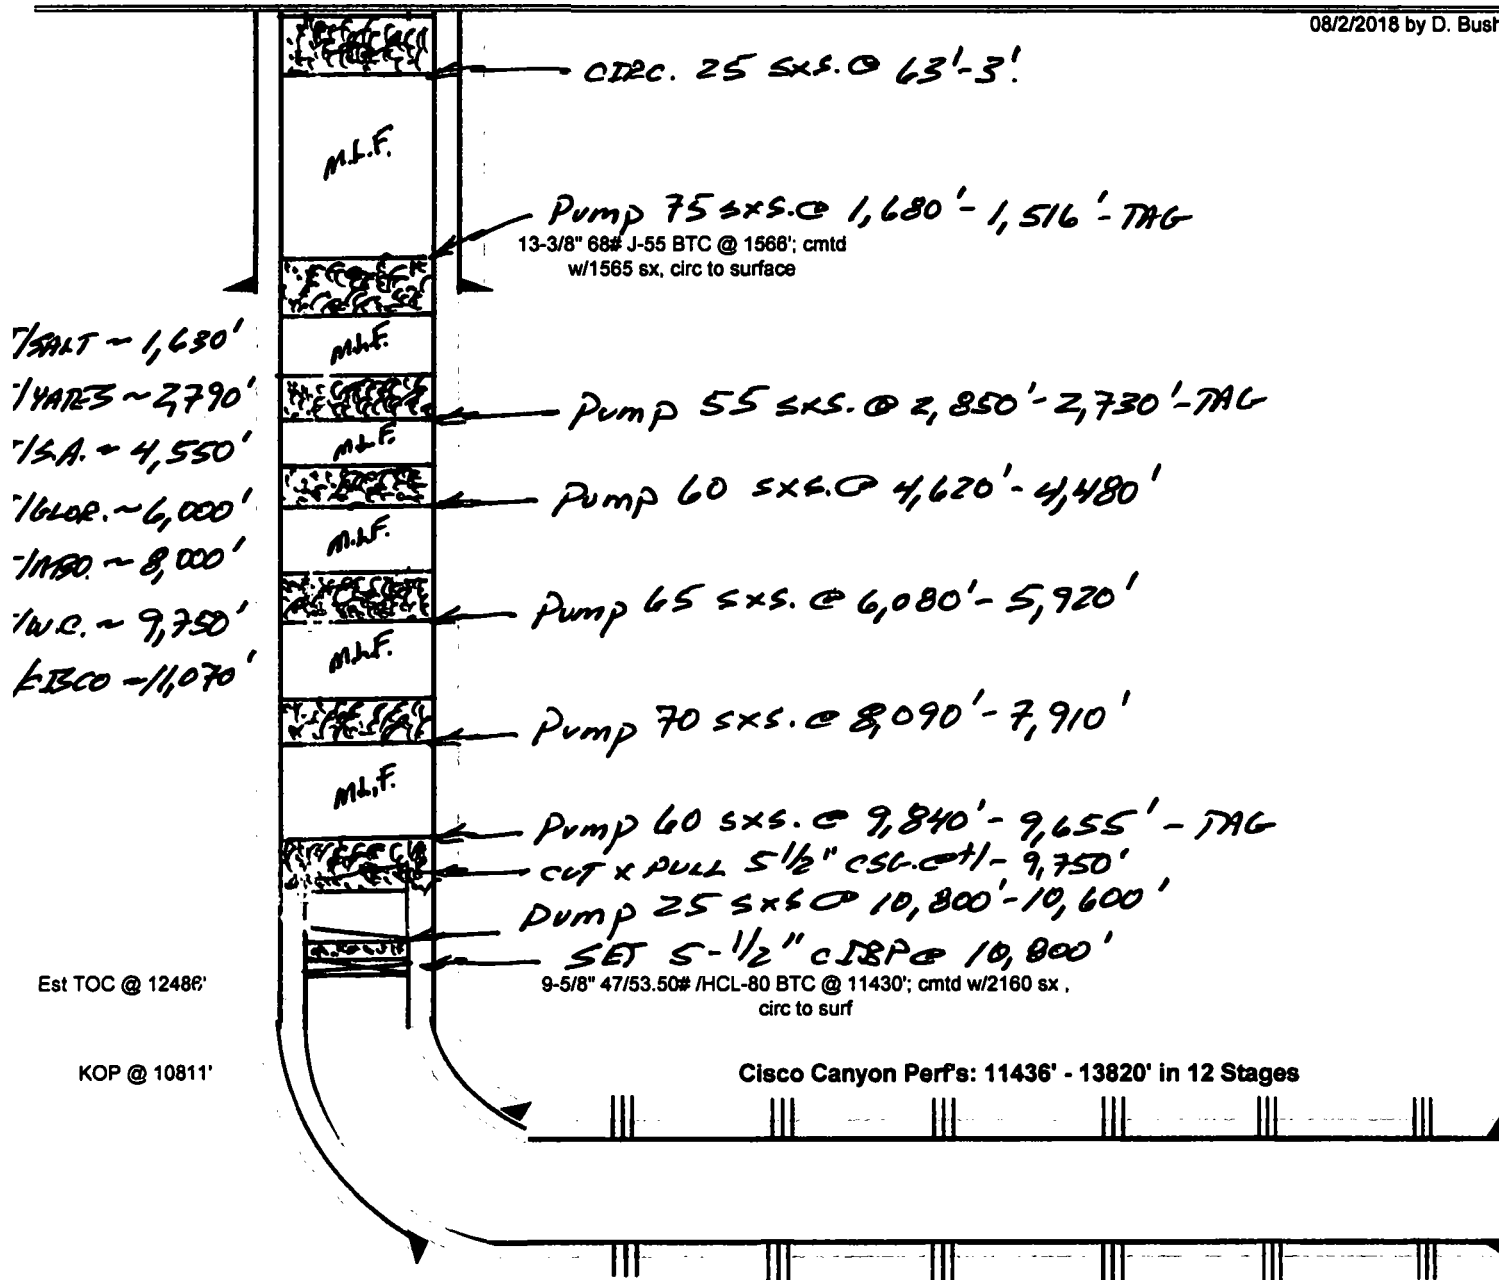 08/2/2018 by D. Bush
CIRC. 25 SXS. @ 63'-3'.
M.L.F.
Pump 75 SXS. @ 1,680' - 1,516' - TAG
13-3/8" 68# J-55 BTC @ 1566'; cmtd
w/1565 sx, circ to surface
T/SALT ~ 1,630'
M.L.F.
T/YATES ~ 2,790'
Pump 55 SXS. @ 2,850' - 2,730' - TAG
T/S.A. ~ 4,550'
M.L.F.
Pump 60 SXS. @ 4,620' - 4,480'
T/GLOR. ~ 6,000'
M.L.F.
T/ABO. ~ 8,000'
Pump 65 SXS. @ 6,080' - 5,920'
T/W.C. ~ 9,750'
M.L.F.
T/CISCO ~ 11,070'
Pump 70 SXS. @ 8,090' - 7,910'
M.L.F.
Pump 60 SXS. @ 9,840' - 9,655' - TAG
CUT X PULL 5 1/2" CSG. @ +/- 9,750'
Pump 25 SXS @ 10,800' - 10,600'
SET 5-1/2" CIBP @ 10,800'
Est TOC @ 12486'
9-5/8" 47/53.50# /HCL-80 BTC @ 11430'; cmtd w/2160 sx ,
circ to surf
KOP @ 10811'
Cisco Canyon Perf's: 11436' - 13820' in 12 Stages